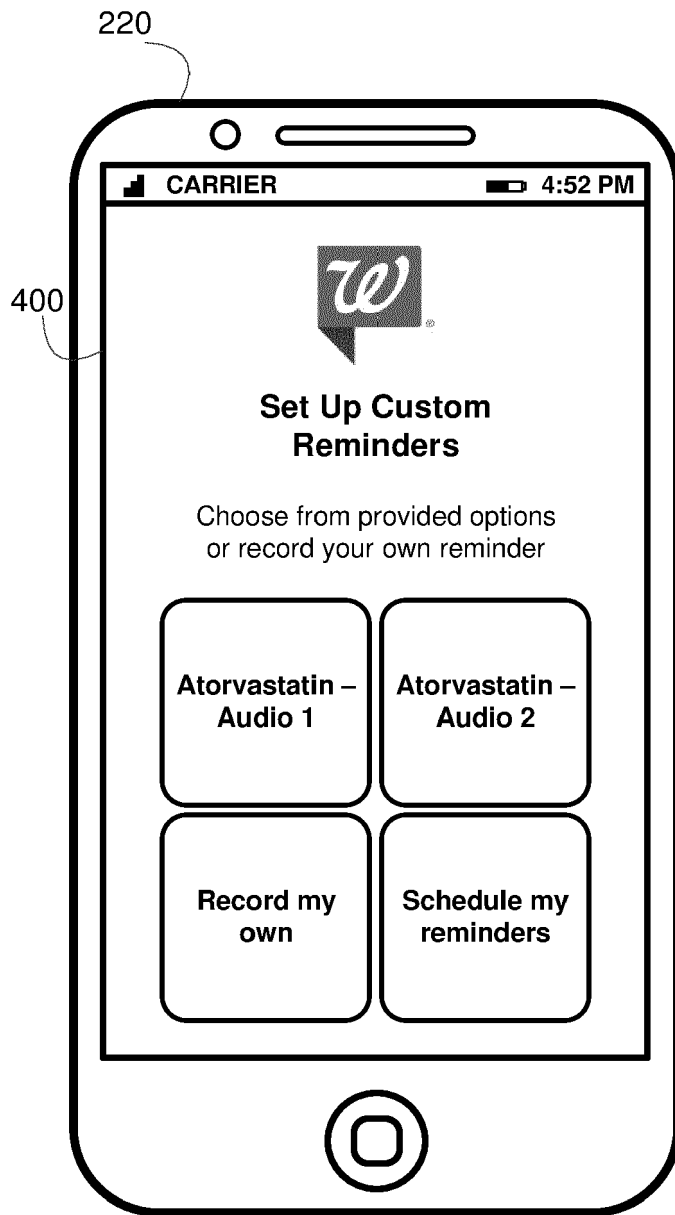 220
CARRIER 4:52 PM
W
®
400
Set Up Custom
Reminders
Choose from provided options
or record your own reminder
Atorvastatin –
Audio 1
Atorvastatin –
Audio 2
Record my
own
Schedule my
reminders